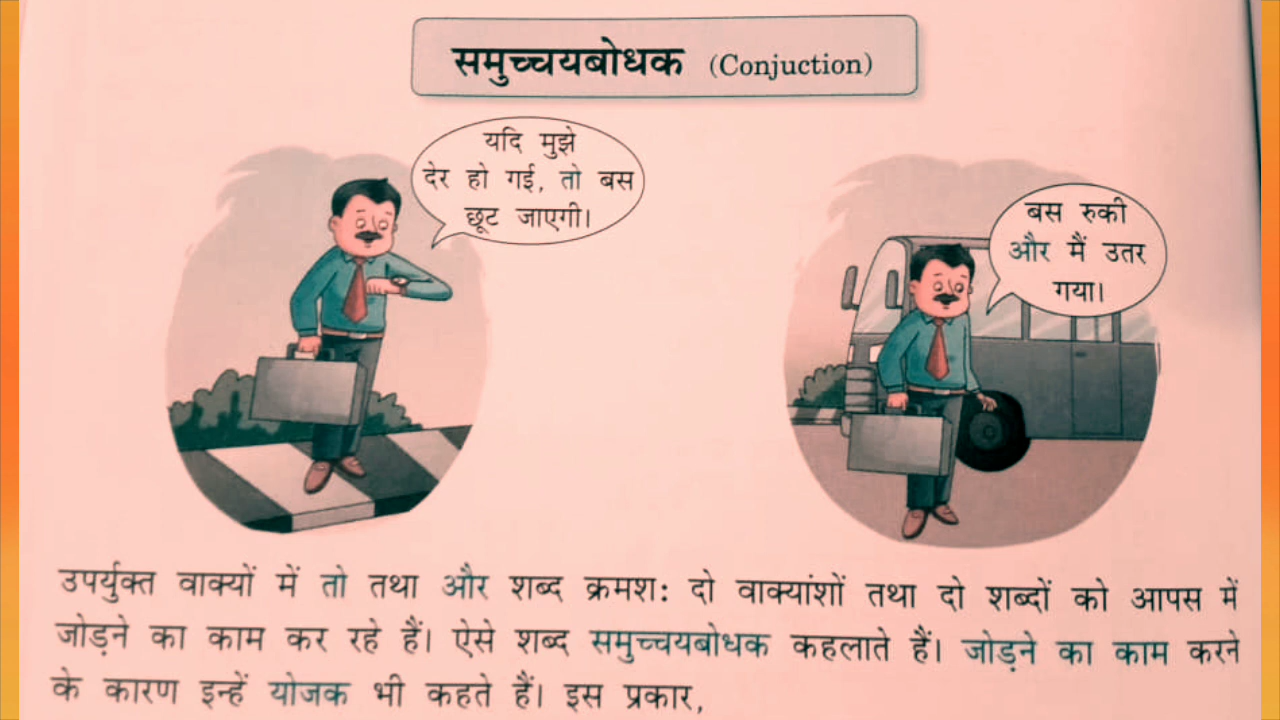 समुच्चयबोधक (Conjuction)
यदि मुझे
देर हो गई, तो बस
छूट जाएगी।
बस रुकी
और मैं उतर
गया।
उपर्युक्त वाक्यों में तो तथा और शब्द क्रमश: दो वाक्यांशों तथा दो शब्दों को आपस में
जोड़ने का काम कर रहे हैं। ऐसे शब्द समुच्चयबोधक कहलाते हैं। जोड़ने का काम करने
के कारण इन्हें योजक भी कहते हैं। इस प्रकार,